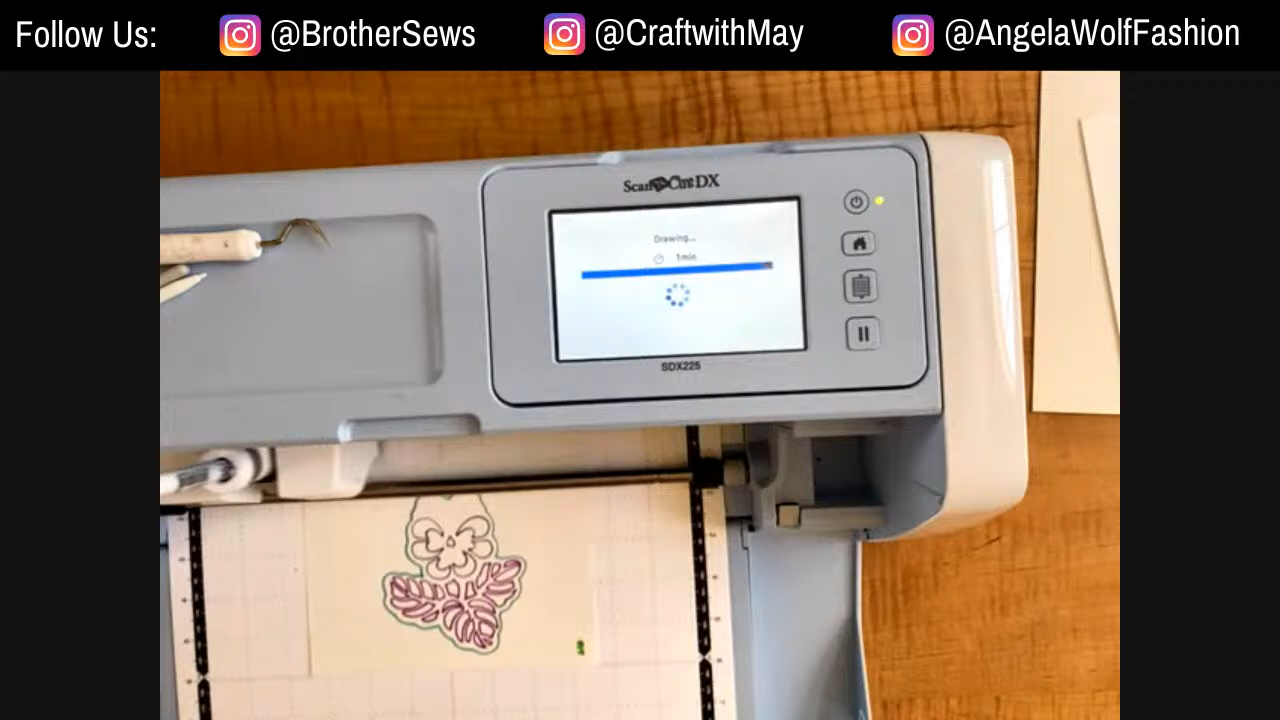 Follow Us: @BrotherSews @CraftwithMay @AngelaWolfFashion
ScanNCut DX
Drawing...
1min
SDX225